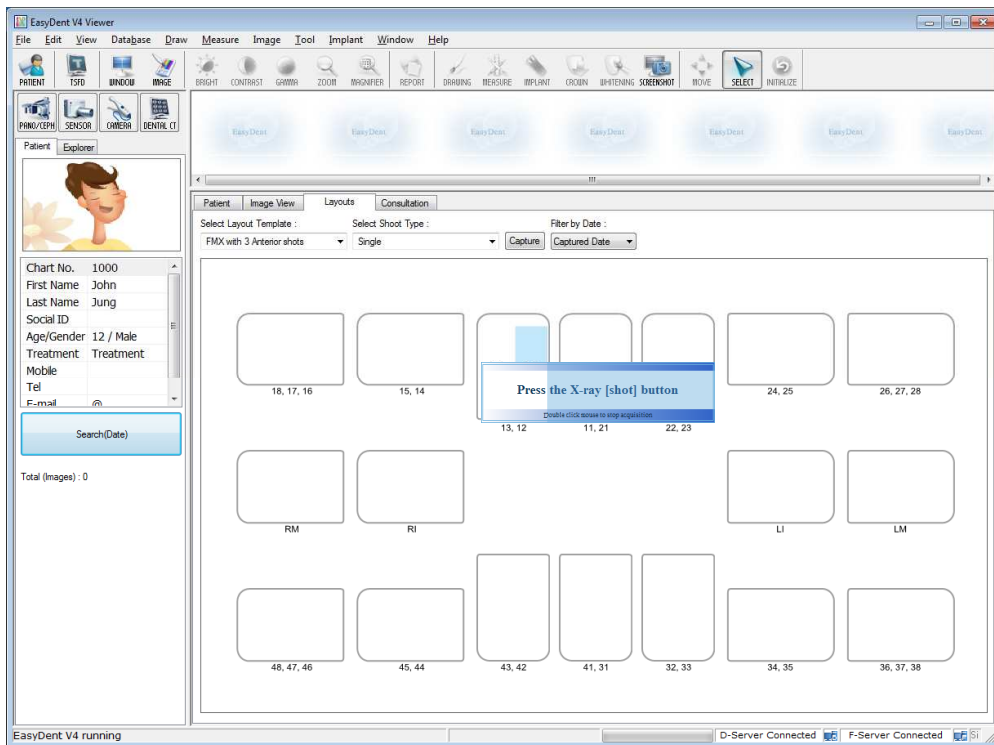 EasyDent V4 Viewer
File Edit View Database Draw Measure Image Tool Implant Window Help
PATIENT TSFD WINDOW IMAGE BRIGHT CONTRAST GAMMA ZOOM MAGNIFIER REPORT DRAWING MEASURE IMPLANT CROWN WHITENING SCREENSHOT MOVE SELECT INITIALIZE
PANO/CEPH SENSOR CAMERA DENTAL CT
EasyDent EasyDent EasyDent EasyDent EasyDent EasyDent EasyDent
Patient Explorer
Patient Image View Layouts Consultation
Select Layout Template : Select Shoot Type : Filter by Date :
FMX with 3 Anterior shots Single Capture Captured Date
Chart No. 1000
First Name John
Last Name Jung
Social ID
Age/Gender 12 / Male
Treatment Treatment
Mobile
Tel
E-mail @
Search(Date)
Total (Images) : 0
18, 17, 16 15, 14 24, 25 26, 27, 28
Press the X-ray [shot] button
Double click mouse to stop acquisition
13, 12 11, 21 22, 23
RM RI LI LM
48, 47, 46 45, 44 43, 42 41, 31 32, 33 34, 35 36, 37, 38
EasyDent V4 running D-Server Connected F-Server Connected Si